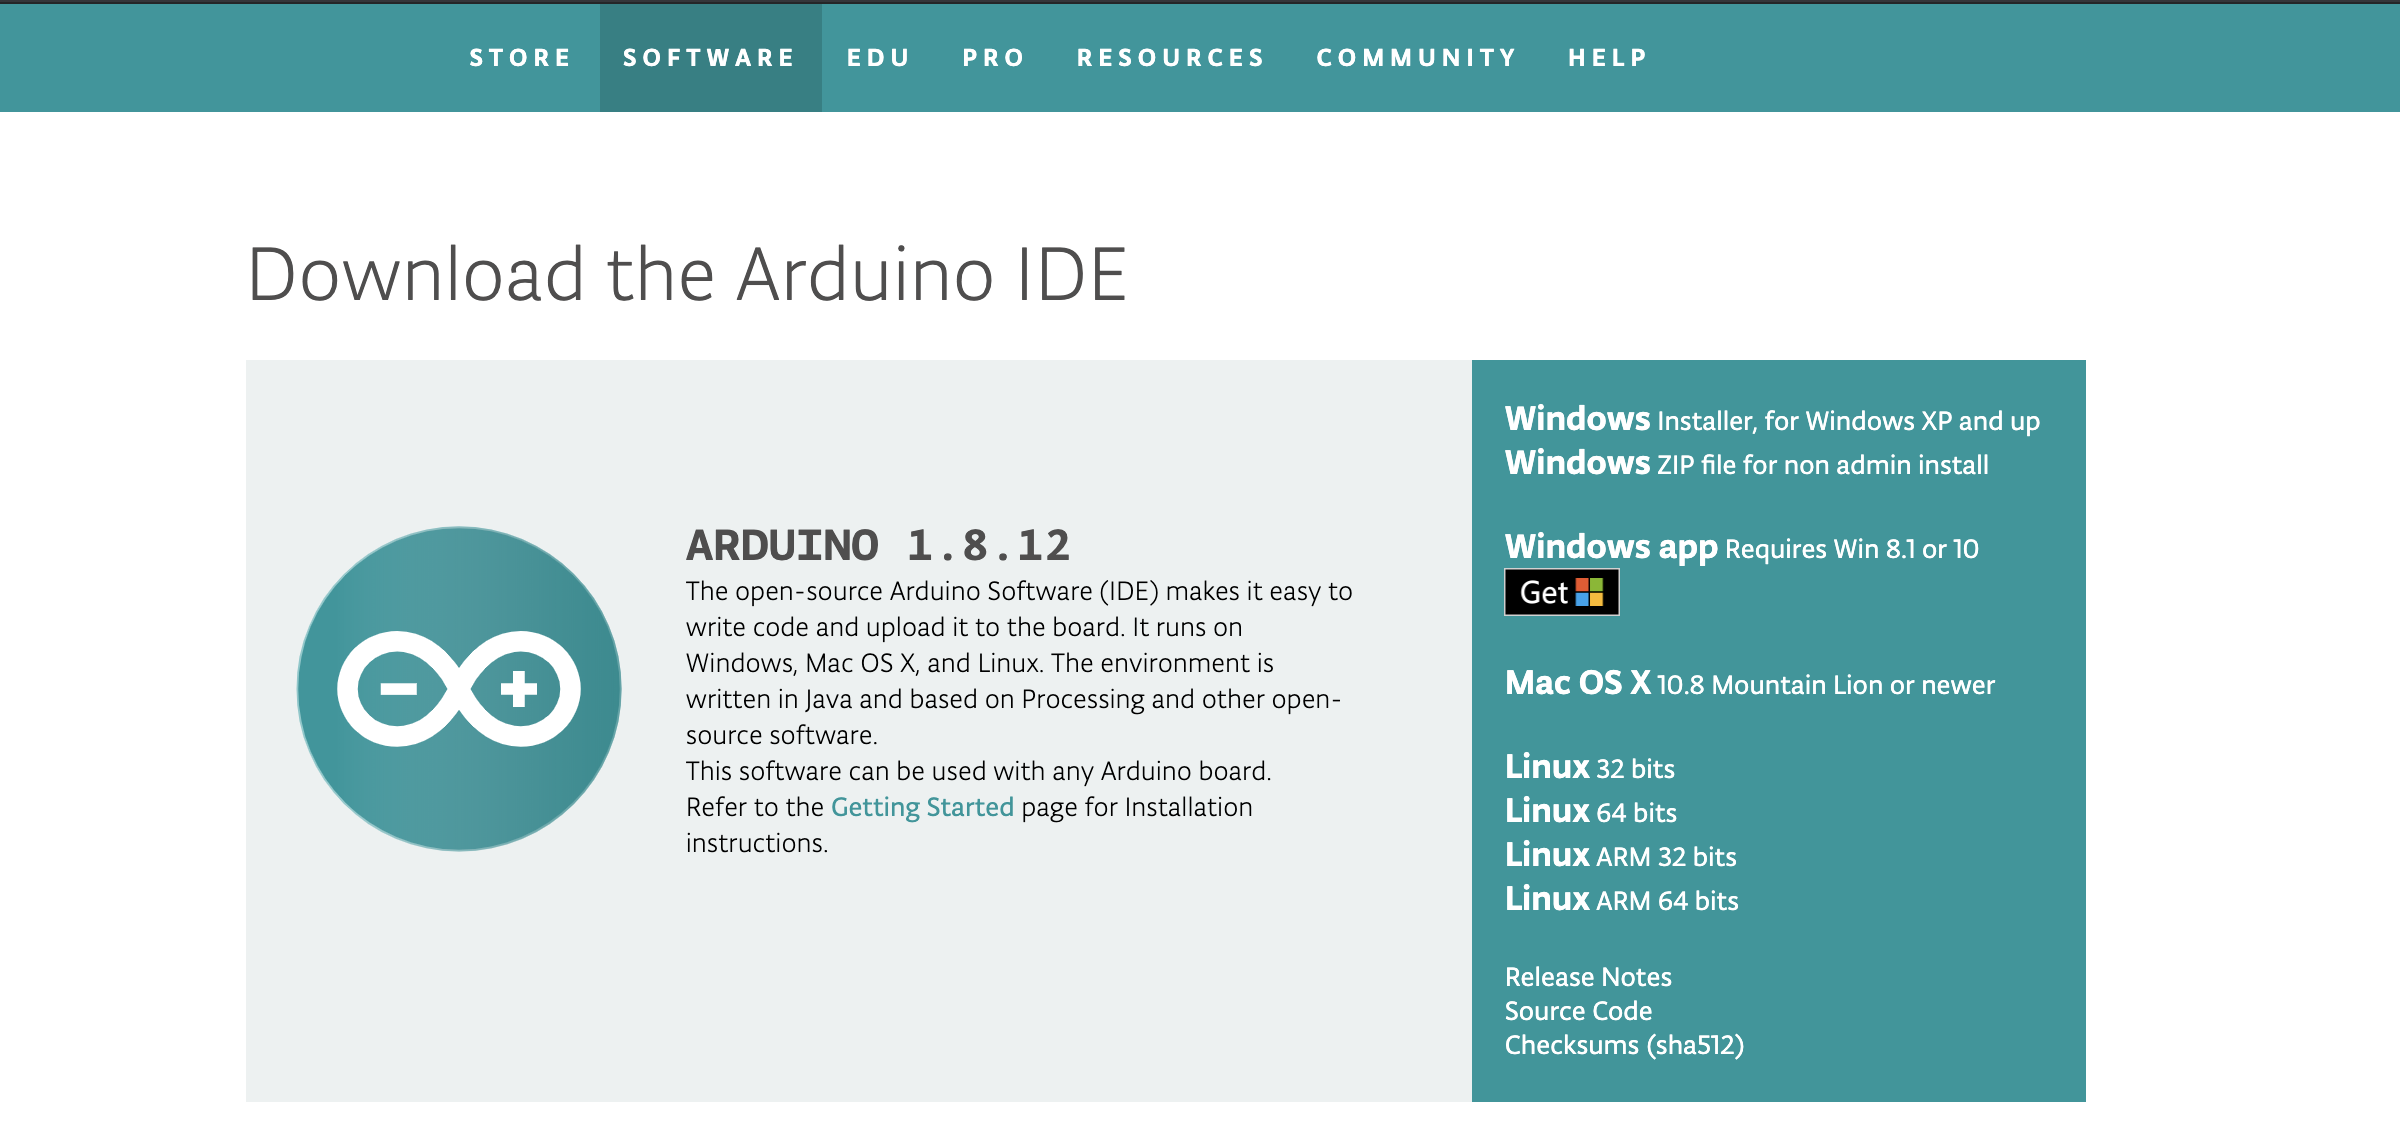 STORE SOFTWARE EDU PRO RESOURCES COMMUNITY HELP
Download the Arduino IDE
ARDUINO 1.8.12
The open-source Arduino Software (IDE) makes it easy to
write code and upload it to the board. It runs on
Windows, Mac OS X, and Linux. The environment is
written in Java and based on Processing and other open-
source software.
This software can be used with any Arduino board.
Refer to the Getting Started page for Installation
instructions.
Windows Installer, for Windows XP and up
Windows ZIP file for non admin install
Windows app Requires Win 8.1 or 10
Get
Mac OS X 10.8 Mountain Lion or newer
Linux 32 bits
Linux 64 bits
Linux ARM 32 bits
Linux ARM 64 bits
Release Notes
Source Code
Checksums (sha512)